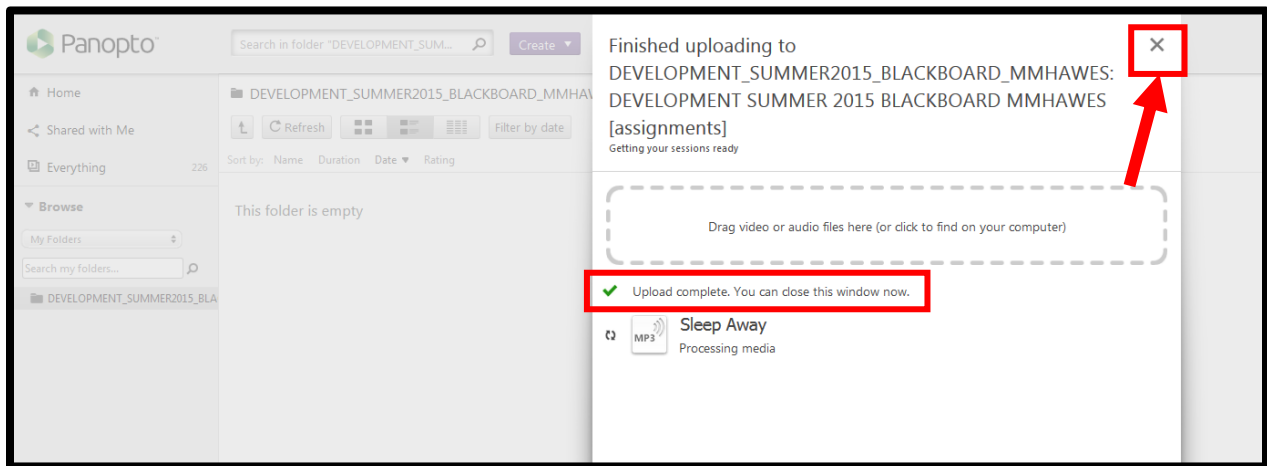 Panopto
Search in folder "DEVELOPMENT_SUM...
Create
Home
Shared with Me
Everything 226
Browse
My Folders
Search my folders...
DEVELOPMENT_SUMMER2015_BLA
DEVELOPMENT_SUMMER2015_BLACKBOARD_MMHAW
Refresh
Filter by date
Sort by: Name Duration Date Rating
This folder is empty
Finished uploading to
DEVELOPMENT_SUMMER2015_BLACKBOARD_MMHAWES:
DEVELOPMENT SUMMER 2015 BLACKBOARD MMHAWES
[assignments]
Getting your sessions ready
Drag video or audio files here (or click to find on your computer)
Upload complete. You can close this window now.
MP3
Sleep Away
Processing media